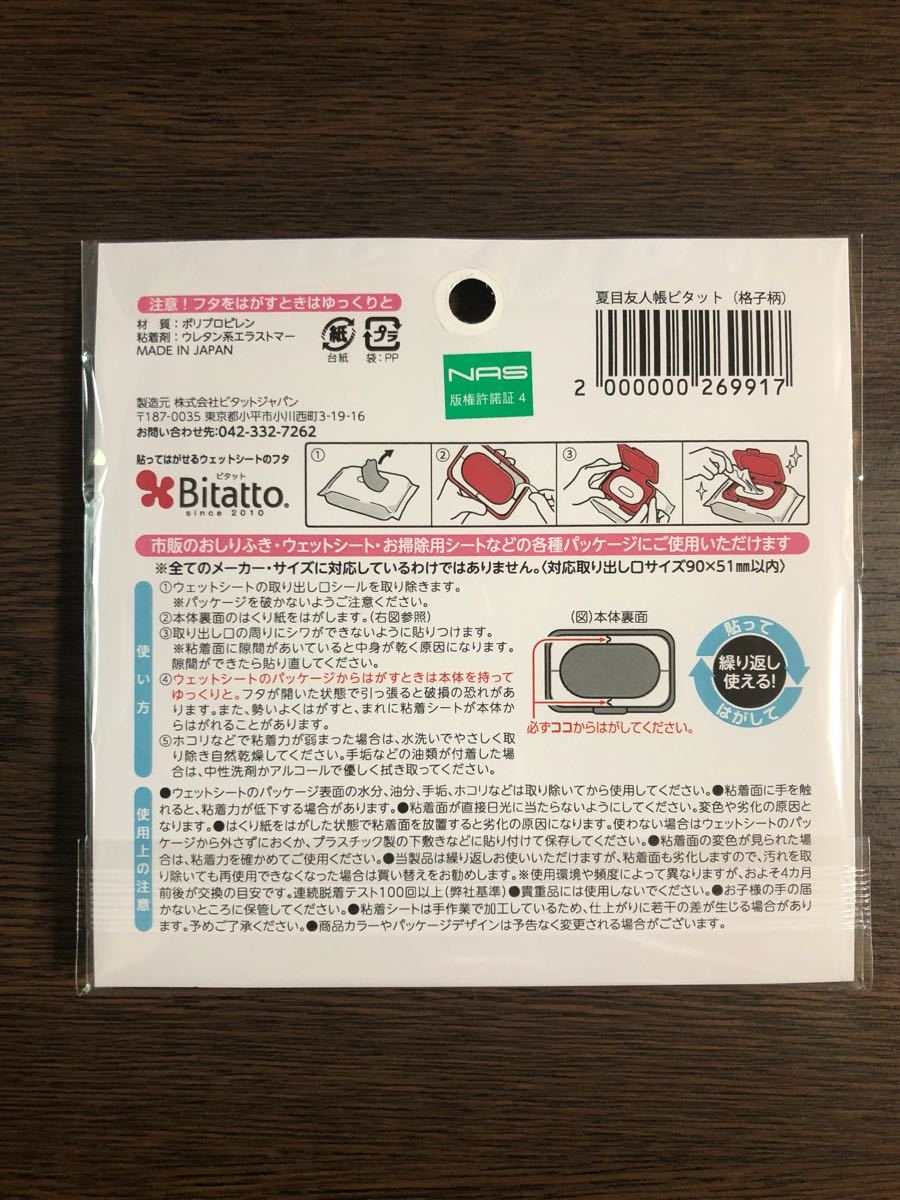 注意！フタをはがすときはゆっくりと
材　質：ポリプロピレン
粘着剤：ウレタン系エラストマー
MADE IN JAPAN
紙
台紙
プラ
袋：PP
NAS
版権許諾証 4
夏目友人帳ビタット（格子柄）
2 000000 269917
製造元 株式会社ビタットジャパン
〒187-0035 東京都小平市小川西町3-19-16
お問い合わせ先：042-332-7262
貼ってはがせるウェットシートのフタ
ビタット
Bitatto®
since 2010
①
②
③
市販のおしりふき・ウェットシート・お掃除用シートなどの各種パッケージにご使用いただけます
※全てのメーカー・サイズに対応しているわけではありません。〈対応取り出し口サイズ90×51㎜以内〉
使い方
①ウェットシートの取り出し口シールを取り除きます。
※パッケージを破かないようご注意ください。
②本体裏面のはくり紙をはがします。(右図参照)
③取り出し口の周りにシワができないように貼りつけます。
※粘着面に隙間があいていると中身が乾く原因になります。
隙間ができたら貼り直してください。
④ウェットシートのパッケージからはがすときは本体を持って
ゆっくりと。フタが開いた状態で引っ張ると破損の恐れがあ
ります。また、勢いよくはがすと、まれに粘着シートが本体か
らはがれることがあります。
⑤ホコリなどで粘着力が弱まった場合は、水洗いでやさしく取
り除き自然乾燥してください。手垢などの油類が付着した場
合は、中性洗剤かアルコールで優しく拭き取ってください。
(図)本体裏面
必ずココからはがしてください。
貼って
繰り返し
使える!
はがして
使用上の注意
●ウェットシートのパッケージ表面の水分、油分、手垢、ホコリなどは取り除いてから使用してください。●粘着面に手を触
れると、粘着力が低下する場合があります。●粘着面が直接日光に当たらないようにしてください。変色や劣化の原因と
なります。●はくり紙をはがした状態で粘着面を放置すると劣化の原因になります。使わない場合はウェットシートのパッ
ケージから外さずにおくか、プラスチック製の下敷きなどに貼り付けて保存してください。●粘着面の変色が見られた場
合は、粘着力を確かめてご使用ください。●当製品は繰り返しお使いいただけますが、粘着面も劣化しますので、汚れを取
り除いても再使用できなくなった場合は買い替えをお勧めします。※使用環境や頻度によって異なりますが、およそ4カ月
前後が交換の目安です。連続脱着テスト100回以上(弊社基準)●貴重品には使用しないでください。●お子様の手の届
かないところに保管してください。●粘着シートは手作業で加工しているため、仕上がりに若干の差が生じる場合があり
ます。予めご了承ください。●商品カラーやパッケージデザインは予告なく変更される場合がございます。